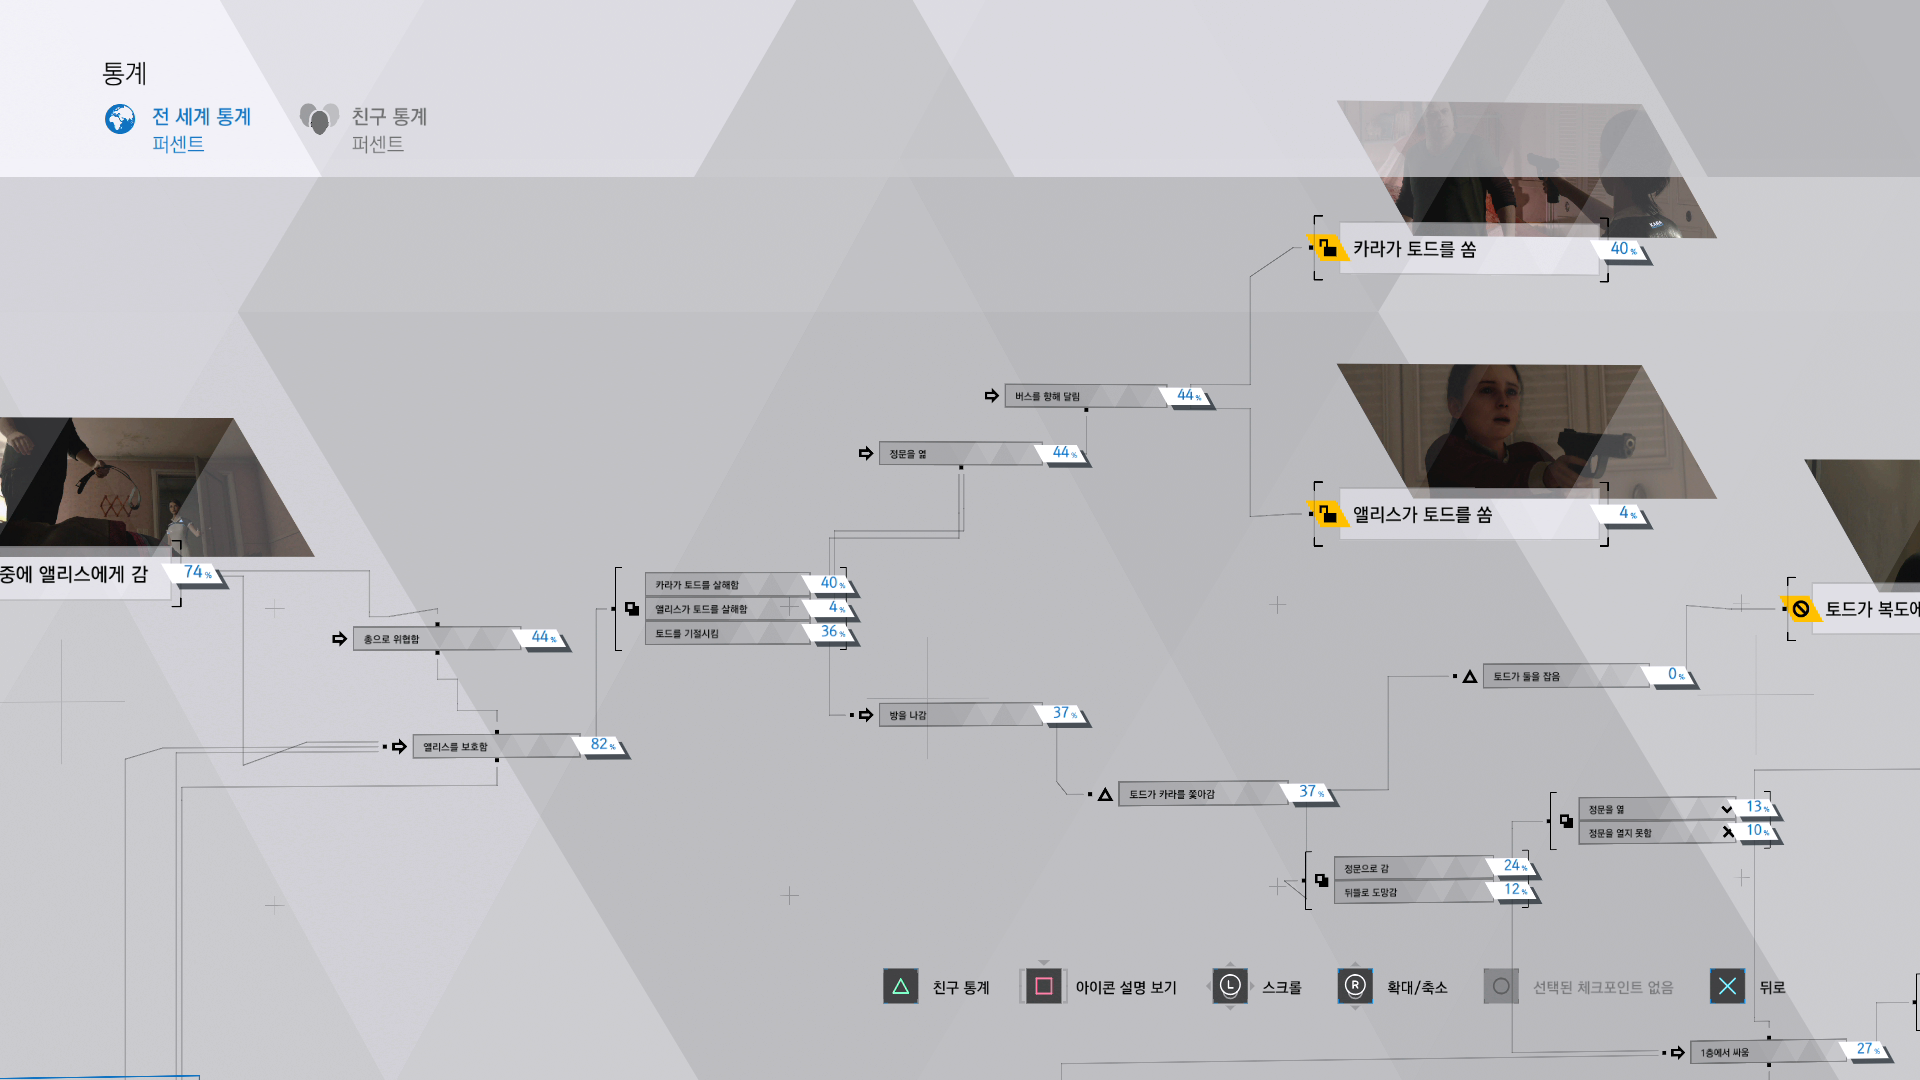 통계
전 세계 통계
퍼센트
친구 통계
퍼센트
카라가 토드를 쏨
40%
버스를 향해 달림
44%
정문을 엶
44%
앨리스가 토드를 쏨
4%
중에 앨리스에게 감
74%
카라가 토드를 살해함
40%
앨리스가 토드를 살해함
4%
토드를 기절시킴
36%
토드가 복도에
총으로 위협함
44%
토드가 둘을 잡음
0%
방을 나감
37%
앨리스를 보호함
82%
토드가 카라를 쫓아감
37%
정문을 엶
13%
정문을 열지 못함
10%
정문으로 감
24%
뒤뜰로 도망감
12%
친구 통계
아이콘 설명 보기
L
스크롤
R
확대/축소
선택된 체크포인트 없음
뒤로
1층에서 싸움
27%